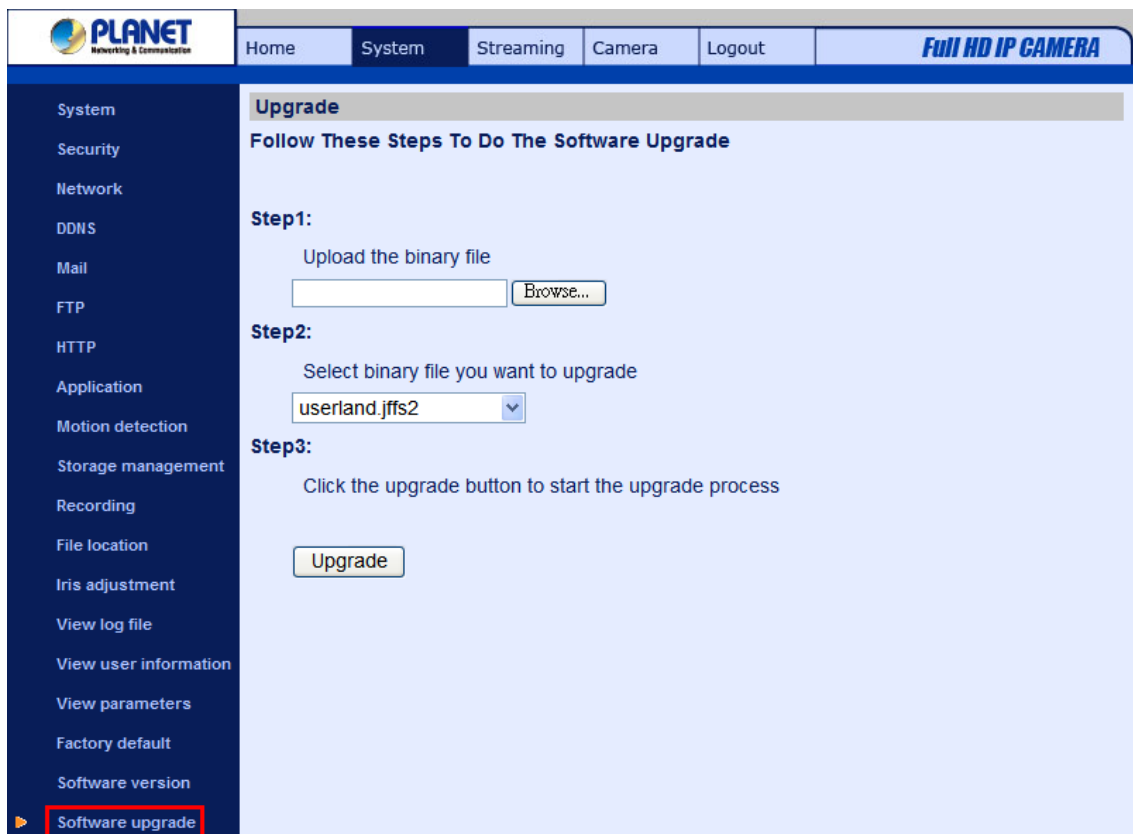 PLANET
Networking & Communication
Home
System
Streaming
Camera
Logout
Full HD IP CAMERA
System
Security
Network
DDNS
Mail
FTP
HTTP
Application
Motion detection
Storage management
Recording
File location
Iris adjustment
View log file
View user information
View parameters
Factory default
Software version
Software upgrade
Upgrade
Follow These Steps To Do The Software Upgrade
Step1:
Upload the binary file
Browse...
Step2:
Select binary file you want to upgrade
userland.jffs2
Step3:
Click the upgrade button to start the upgrade process
Upgrade